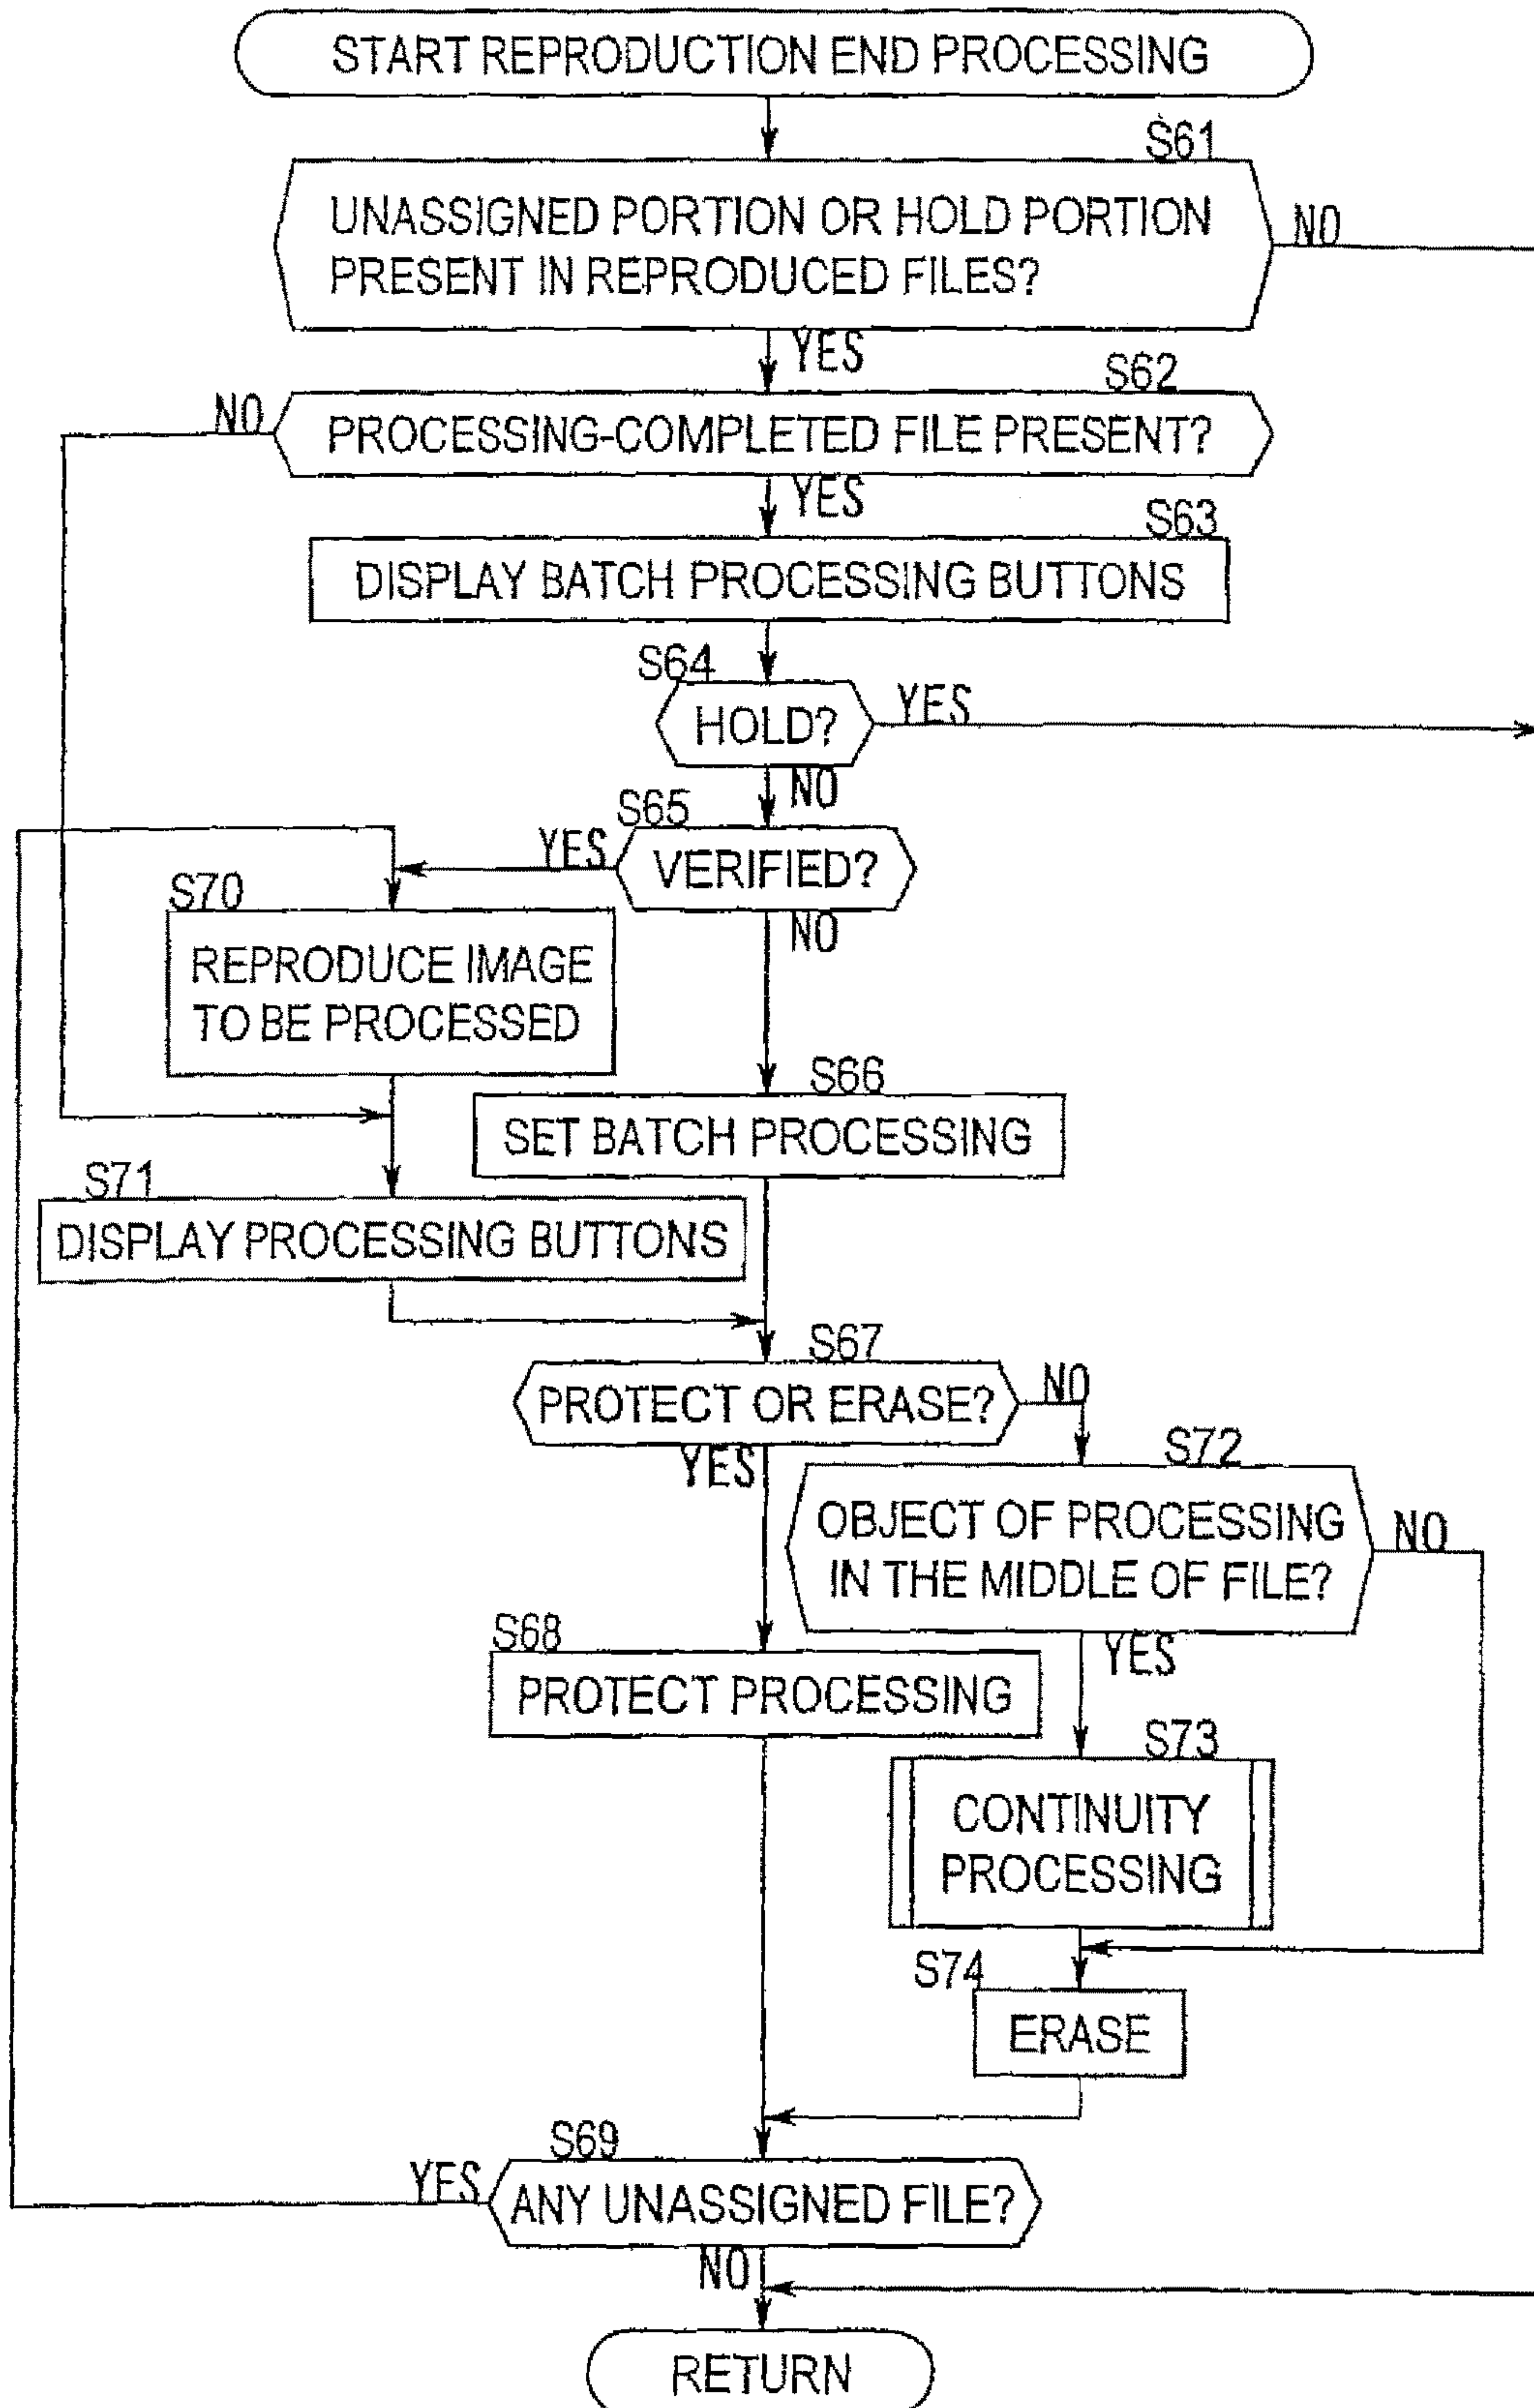 START REPRODUCTION END PROCESSING
S61
UNASSIGNED PORTION OR HOLD PORTION
PRESENT IN REPRODUCED FILES?
NO
YES
S62
NO
PROCESSING-COMPLETED FILE PRESENT?
YES
S63
DISPLAY BATCH PROCESSING BUTTONS
S64
HOLD?
YES
NO
S65
YES
VERIFIED?
NO
S70
REPRODUCE IMAGE
TO BE PROCESSED
S66
SET BATCH PROCESSING
S71
DISPLAY PROCESSING BUTTONS
S67
PROTECT OR ERASE?
NO
YES
S72
OBJECT OF PROCESSING
IN THE MIDDLE OF FILE?
NO
YES
S68
PROTECT PROCESSING
S73
CONTINUITY
PROCESSING
S74
ERASE
S69
YES
ANY UNASSIGNED FILE?
NO
RETURN